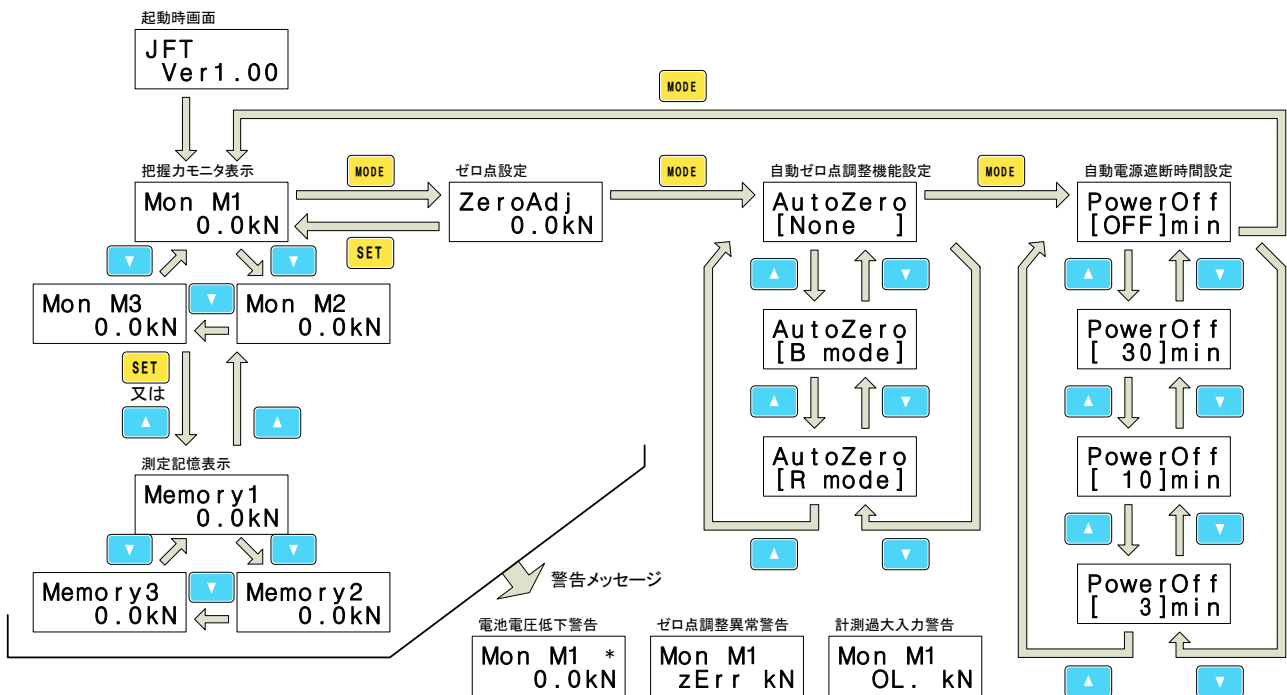 起動時画面
JFT
Ver1.00
MODE
把握力モニタ表示
Mon M1
0.0kN
MODE
SET
ゼロ点設定
ZeroAdj
0.0kN
MODE
自動ゼロ点調整機能設定
AutoZero
[None ]
MODE
自動電源遮断時間設定
PowerOff
[OFF]min
▼
▼
Mon M3
0.0kN
▼
Mon M2
0.0kN
SET
又は
▲
▲
測定記憶表示
Memory1
0.0kN
▼
▼
Memory3
0.0kN
▼
Memory2
0.0kN
▲
▼
AutoZero
[B mode]
▲
▼
AutoZero
[R mode]
▲
▼
▲
▼
PowerOff
[ 30]min
▲
▼
PowerOff
[ 10]min
▲
▼
PowerOff
[ 3]min
▲
▼
警告メッセージ
電池電圧低下警告
Mon M1 *
0.0kN
ゼロ点調整異常警告
Mon M1
zErr kN
計測過大入力警告
Mon M1
OL. kN